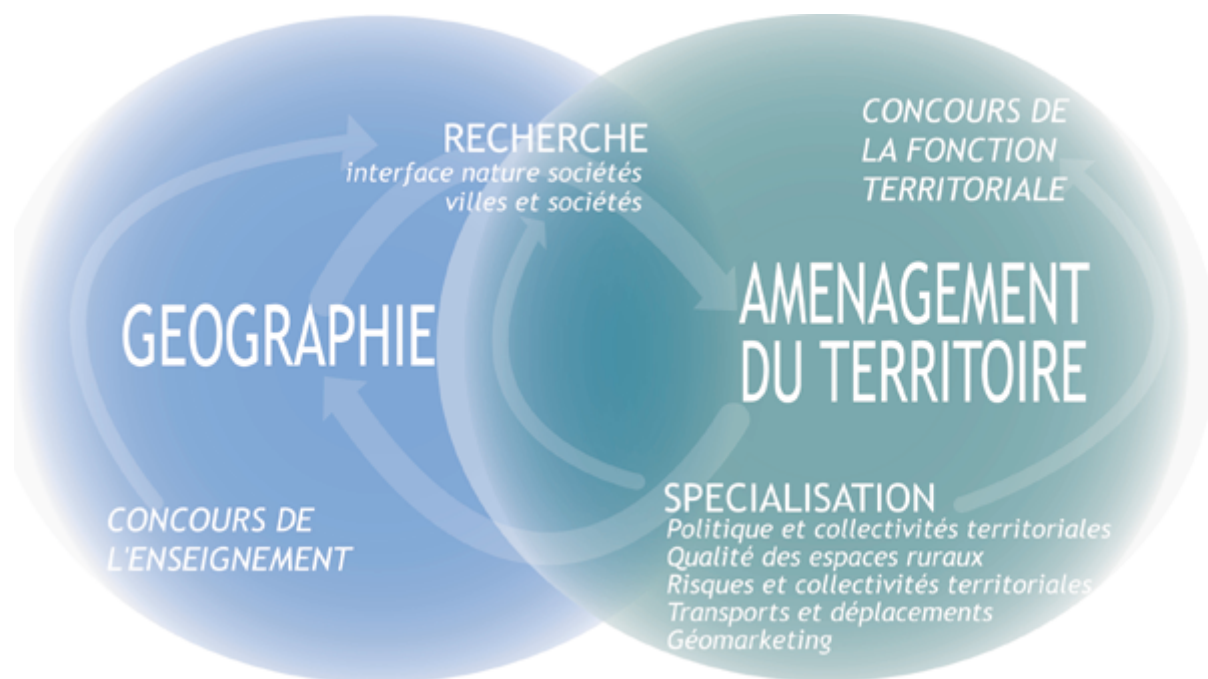 RECHERCHE
interface nature sociétés
villes et sociétés
CONCOURS DE
LA FONCTION
TERRITORIALE
GEOGRAPHIE
AMENAGEMENT
DU TERRITOIRE
CONCOURS DE
L'ENSEIGNEMENT
SPECIALISATION
Politique et collectivités territoriales
Qualité des espaces ruraux
Risques et collectivités territoriales
Transports et déplacements
Géomarketing